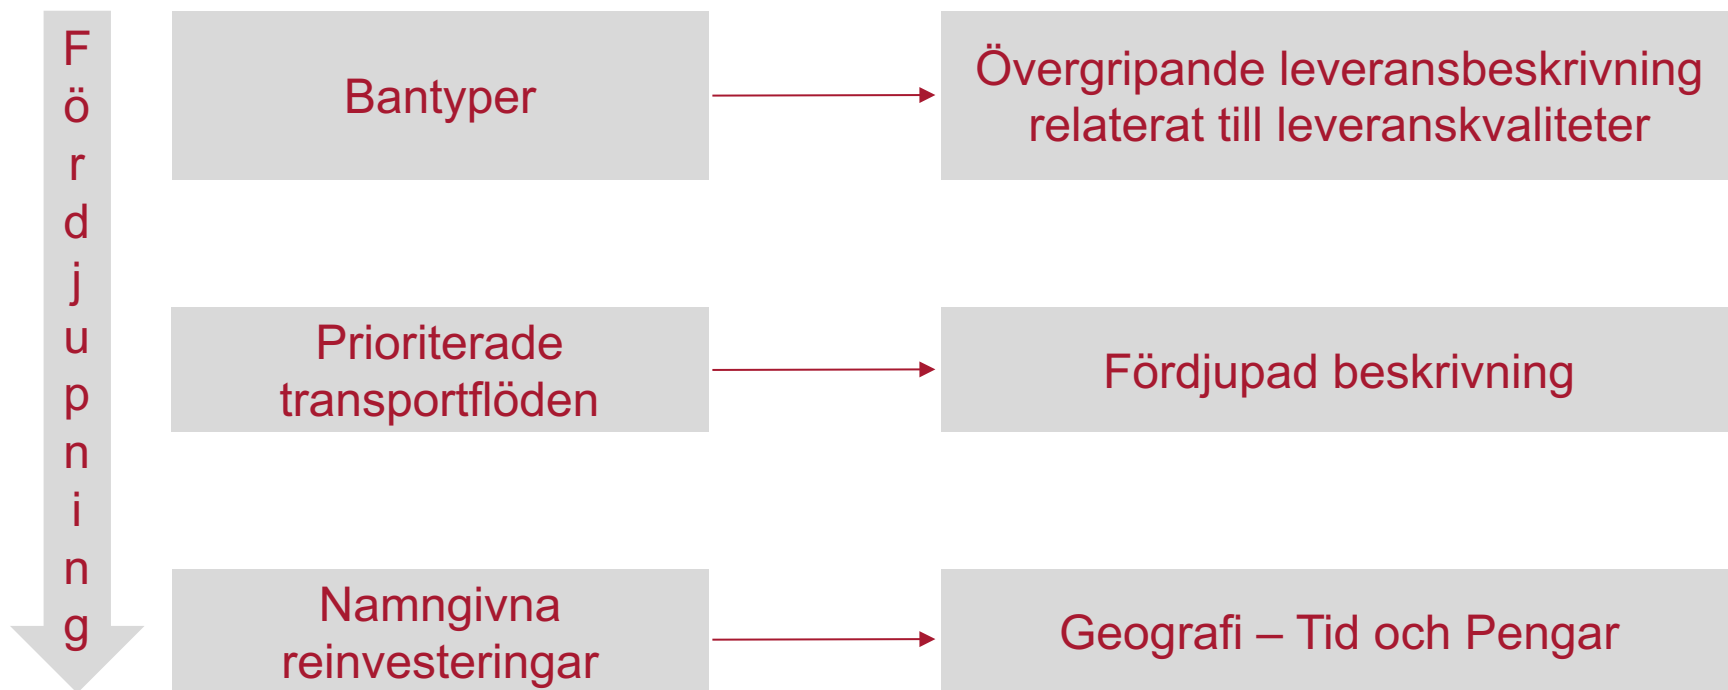 Fördjupning
Bantyper
Övergripande leveransbeskrivning
relaterat till leveranskvaliteter
Prioriterade
transportflöden
Fördjupad beskrivning
Namngivna
reinvesteringar
Geografi – Tid och Pengar